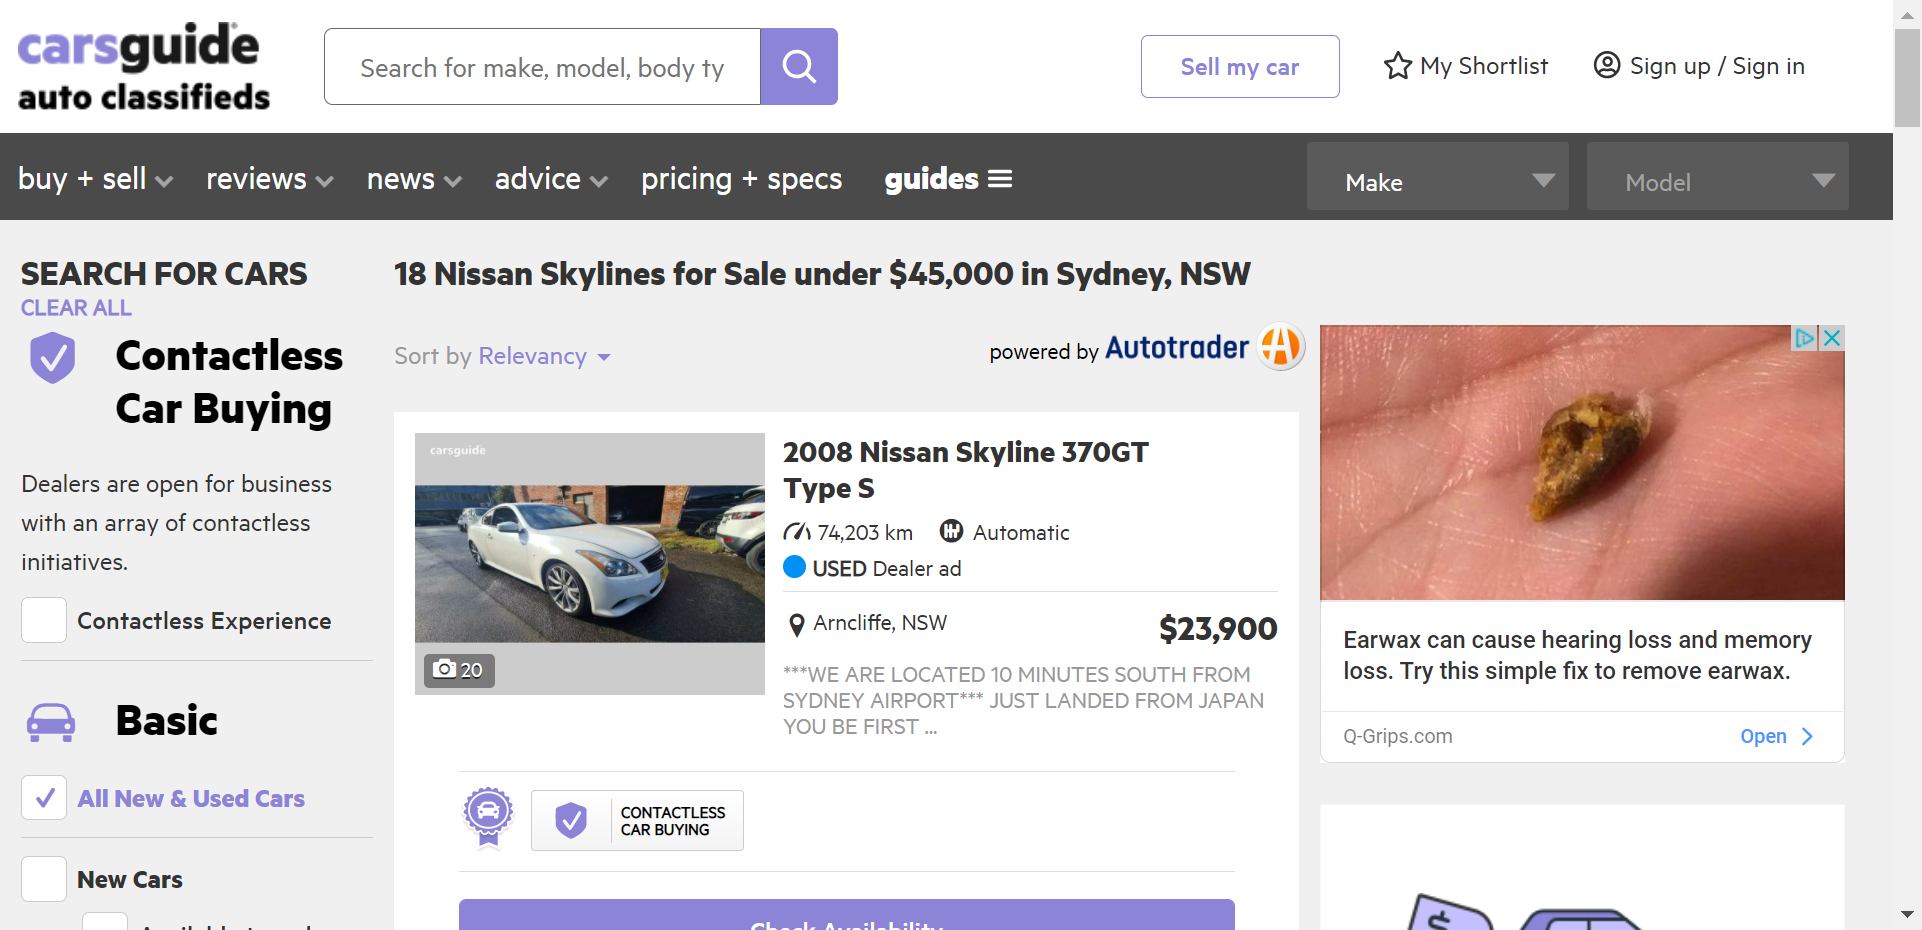 carsguide
auto classifieds
Search for make, model, body ty
Sell my car
My Shortlist
Sign up / Sign in
buy + sell
reviews
news
advice
pricing + specs
guides
Make
Model
SEARCH FOR CARS
CLEAR ALL
Contactless
Car Buying
Dealers are open for business
with an array of contactless
initiatives.
Contactless Experience
Basic
All New & Used Cars
New Cars
18 Nissan Skylines for Sale under $45,000 in Sydney, NSW
Sort by Relevancy
powered by Autotrader
carsguide
20
2008 Nissan Skyline 370GT
Type S
74,203 km
Automatic
USED Dealer ad
Arncliffe, NSW
$23,900
***WE ARE LOCATED 10 MINUTES SOUTH FROM
SYDNEY AIRPORT*** JUST LANDED FROM JAPAN
YOU BE FIRST ...
CONTACTLESS
CAR BUYING
Check Availability
Earwax can cause hearing loss and memory
loss. Try this simple fix to remove earwax.
Q-Grips.com
Open
$